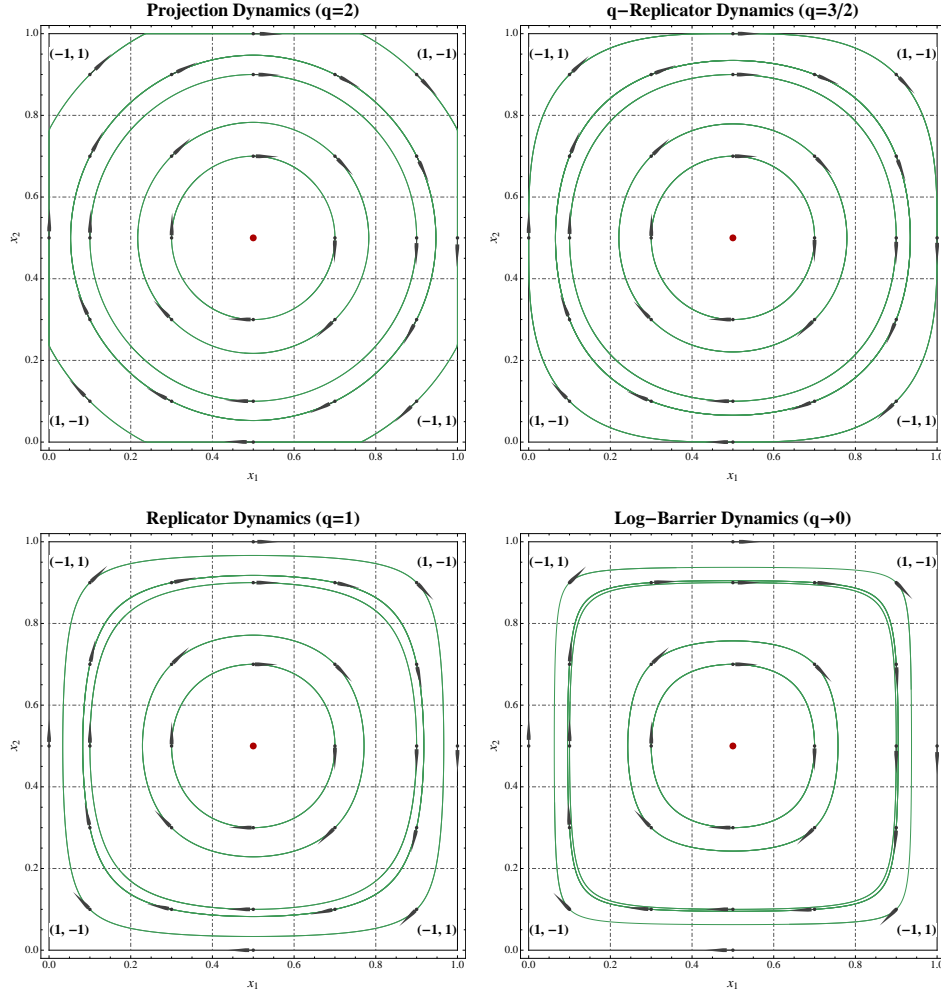 Projection Dynamics (q=2)
1.0
(-1, 1)
(1, -1)
0.8
0.6
x2
0.4
0.2
(1, -1)
(-1, 1)
0.0
0.0 0.2 0.4 0.6 0.8 1.0
x1
q-Replicator Dynamics (q=3/2)
1.0
(-1, 1)
(1, -1)
0.8
0.6
x2
0.4
0.2
(1, -1)
(-1, 1)
0.0
0.0 0.2 0.4 0.6 0.8 1.0
x1
Replicator Dynamics (q=1)
1.0
(-1, 1)
(1, -1)
0.8
0.6
x2
0.4
0.2
(1, -1)
(-1, 1)
0.0
0.0 0.2 0.4 0.6 0.8 1.0
x1
Log-Barrier Dynamics (q→0)
1.0
(-1, 1)
(1, -1)
0.8
0.6
x2
0.4
0.2
(1, -1)
(-1, 1)
0.0
0.0 0.2 0.4 0.6 0.8 1.0
x1